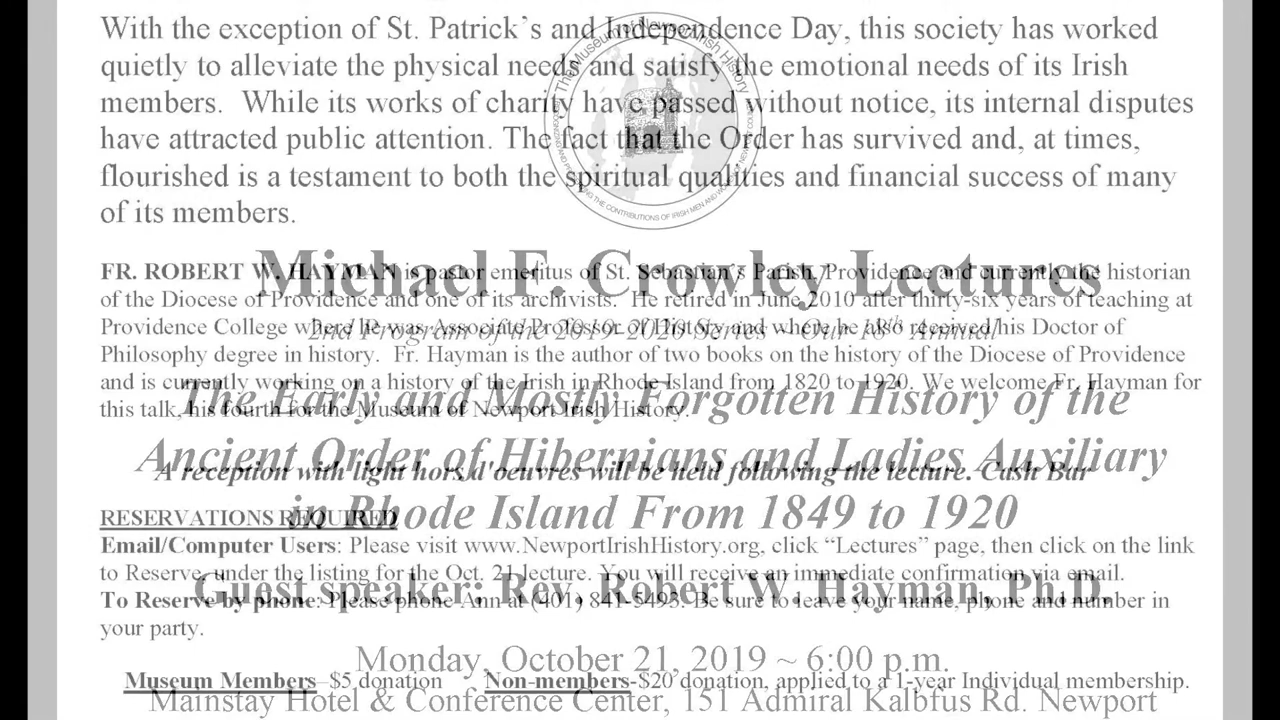 With the exception of St. Patrick's and Independence Day, this society has worked
quietly to alleviate the physical needs and satisfy the emotional needs of its Irish
members. While its works of charity have passed without notice, its internal disputes
have attracted public attention. The fact that the Order has survived and, at times,
flourished is a testament to both the spiritual qualities and financial success of many
of its members.
The Museum of Newport Irish History
Michael F. Crowley Lectures
2nd Program of the 2019-2020 Series ~ Our 18th Annual
The Early and Mostly Forgotten History of the
Ancient Order of Hibernians and Ladies Auxiliary
in Rhode Island From 1849 to 1920
Guest speaker: Rev. Robert W. Hayman, Ph.D.
Monday, October 21, 2019 ~ 6:00 p.m.
Mainstay Hotel & Conference Center, 151 Admiral Kalbfus Rd. Newport
FR. ROBERT W. HAYMAN is pastor emeritus of St. Sebastian's Parish, Providence and currently the historian
of the Diocese of Providence and one of its archivists. He retired in June 2010 after thirty-six years of teaching at
Providence College where he was Associate Professor of History and where he also received his Doctor of
Philosophy degree in history. Fr. Hayman is the author of two books on the history of the Diocese of Providence
and is currently working on a history of the Irish in Rhode Island from 1820 to 1920. We welcome Fr. Hayman for
this talk, his fourth for the Museum of Newport Irish History.
A reception with light hors d'oeuvres will be held following the lecture. Cash Bar
RESERVATIONS REQUIRED
Email/Computer Users: Please visit www.NewportIrishHistory.org, click “Lectures” page, then click on the link
to Reserve under the listing for the Oct. 21 lecture. You will receive an immediate confirmation via email.
To Reserve by phone: Please phone Ann at (401) 841-5493. Be sure to leave your name, phone and number in
your party.
Museum Members-$5 donation Non-members-$20 donation, applied to a 1-year Individual membership.